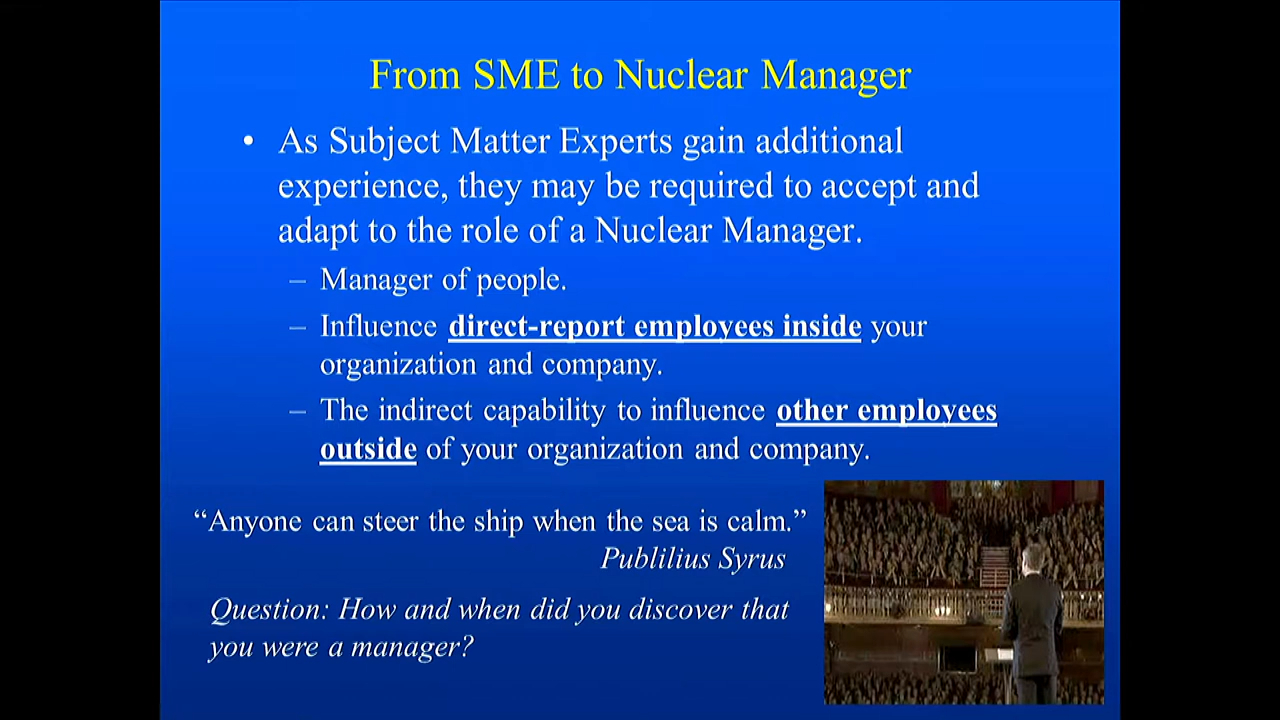 From SME to Nuclear Manager
• As Subject Matter Experts gain additional
experience, they may be required to accept and
adapt to the role of a Nuclear Manager.
– Manager of people.
– Influence direct-report employees inside your
organization and company.
– The indirect capability to influence other employees
outside of your organization and company.
“Anyone can steer the ship when the sea is calm.”
Publilius Syrus
Question: How and when did you discover that
you were a manager?